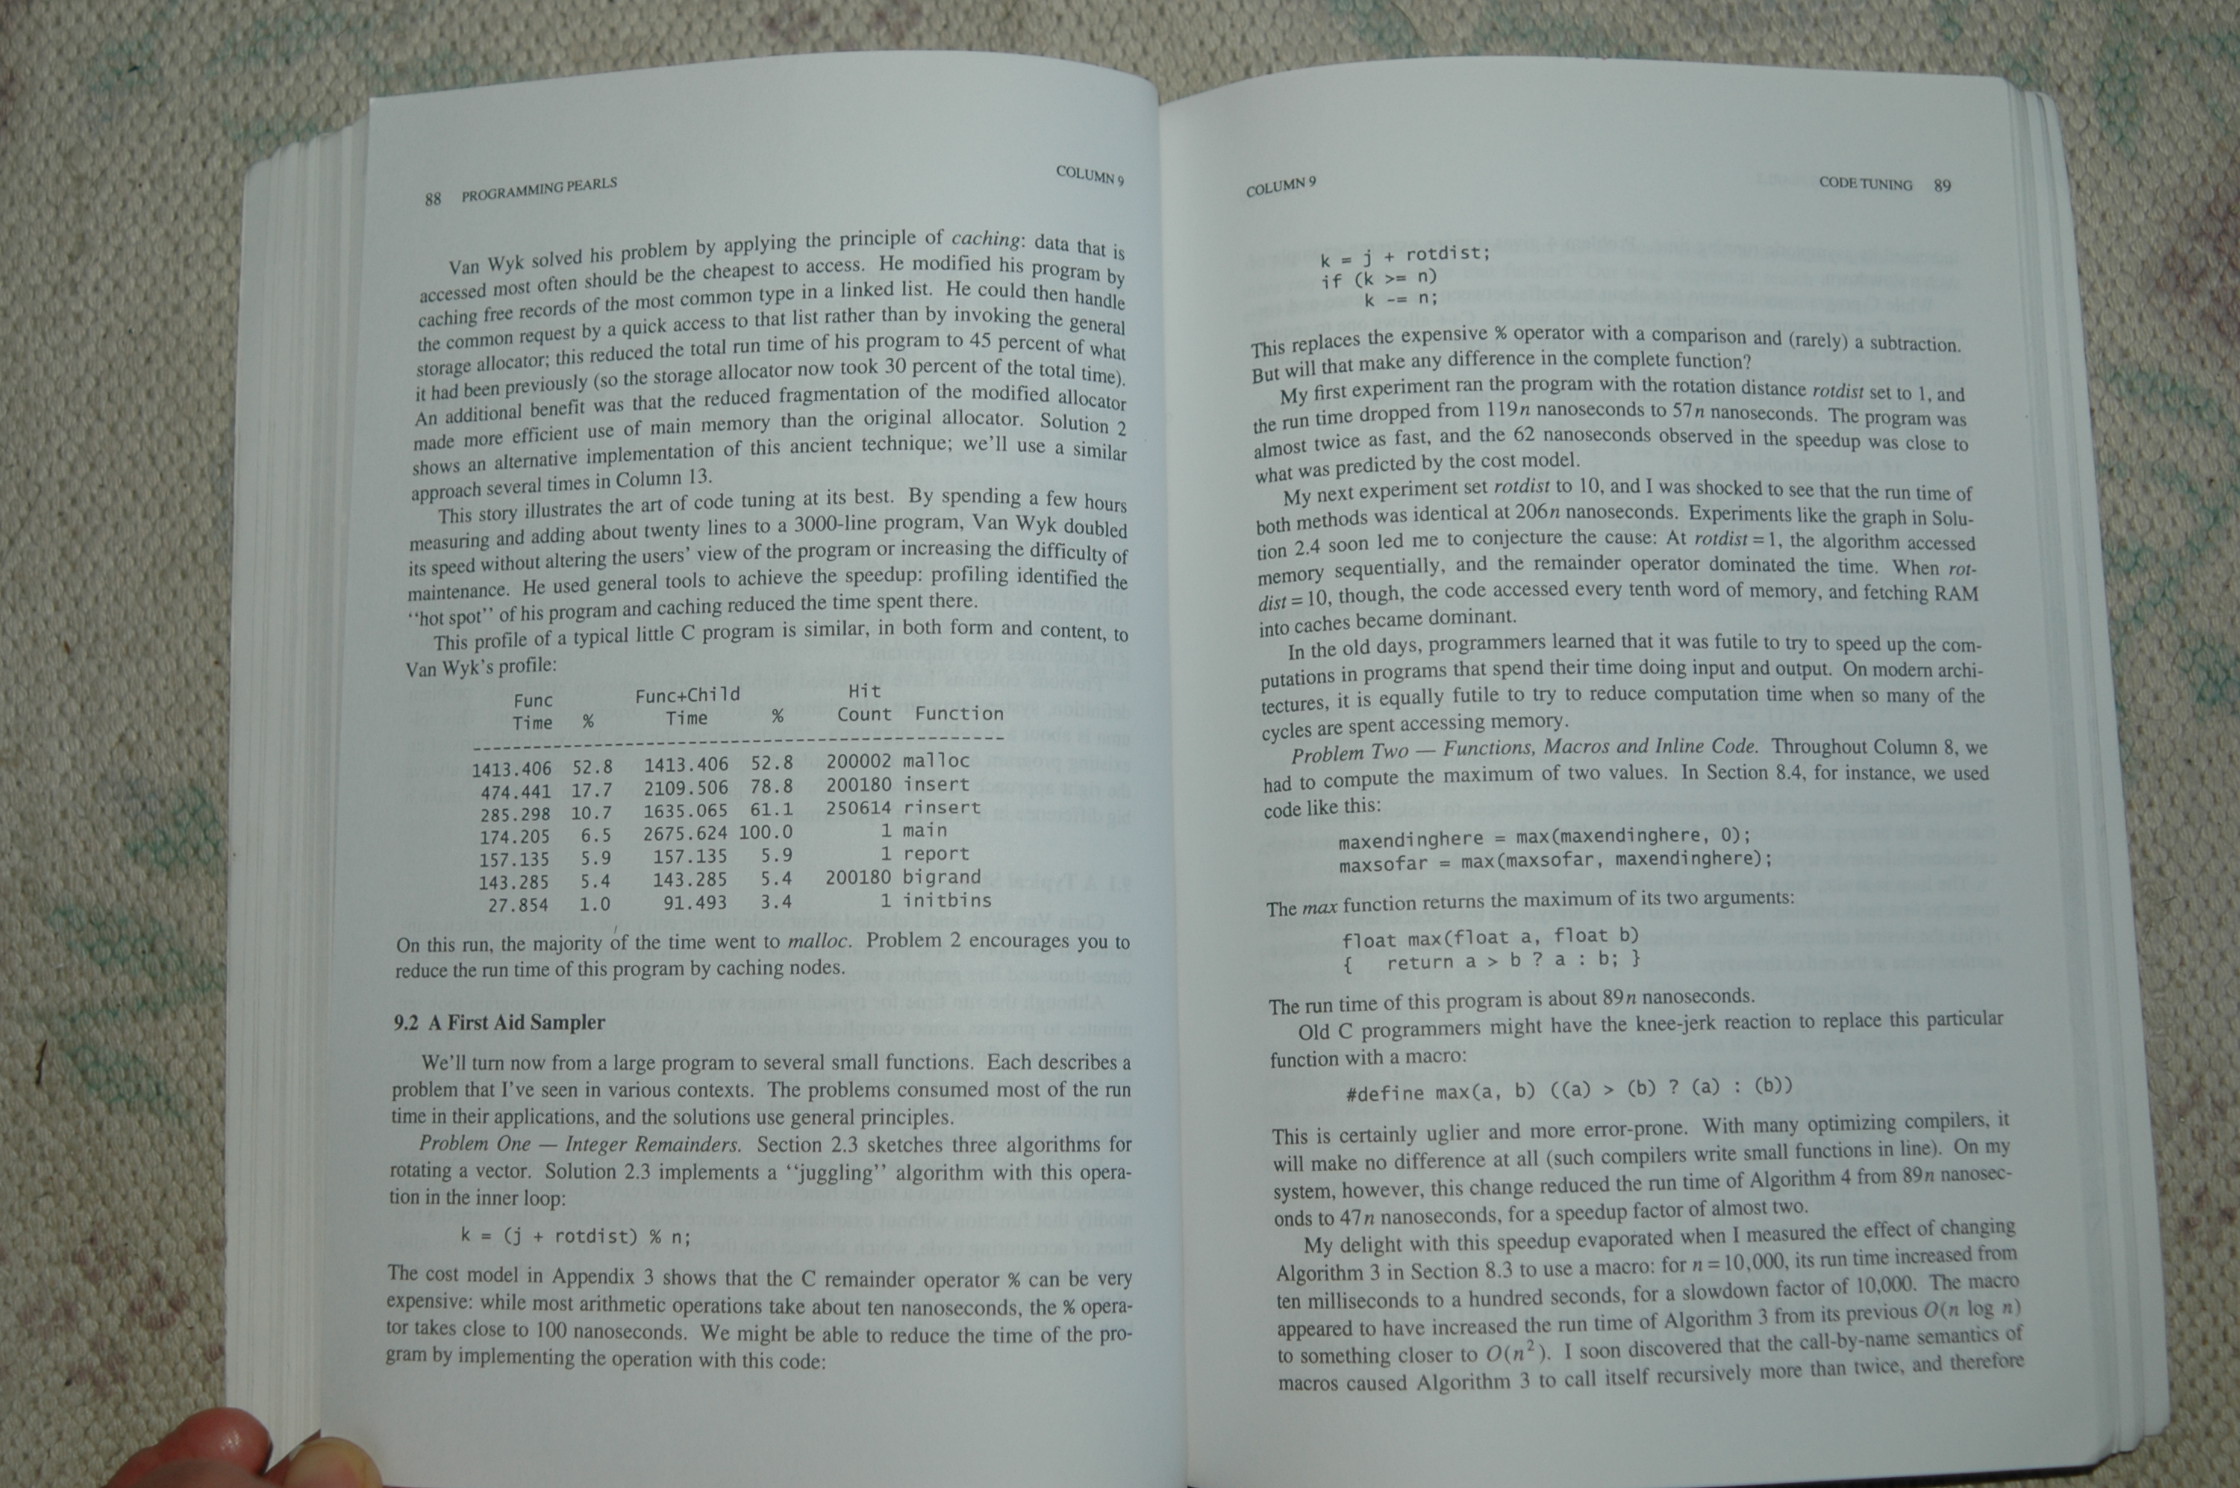 88 PROGRAMMING PEARLS COLUMN 9
Van Wyk solved his problem by applying the principle of caching: data that is
accessed most often should be the cheapest to access. He modified his program by
caching free records of the most common type in a linked list. He could then handle
the common request by a quick access to that list rather than by invoking the general
storage allocator; this reduced the total run time of his program to 45 percent of what
it had been previously (so the storage allocator now took 30 percent of the total time).
An additional benefit was that the reduced fragmentation of the modified allocator
made more efficient use of main memory than the original allocator. Solution 2
shows an alternative implementation of this ancient technique; we'll use a similar
approach several times in Column 13.
This story illustrates the art of code tuning at its best. By spending a few hours
measuring and adding about twenty lines to a 3000-line program, Van Wyk doubled
its speed without altering the users' view of the program or increasing the difficulty of
maintenance. He used general tools to achieve the speedup: profiling identified the
‘‘hot spot’’ of his program and caching reduced the time spent there.
This profile of a typical little C program is similar, in both form and content, to
Van Wyk's profile:
Func Func+Child Hit
Time % Time % Count Function
-----------------------------------------------------
1413.406 52.8 1413.406 52.8 200002 malloc
474.441 17.7 2109.506 78.8 200180 insert
285.298 10.7 1635.065 61.1 250614 rinsert
174.205 6.5 2675.624 100.0 1 main
157.135 5.9 157.135 5.9 1 report
143.285 5.4 143.285 5.4 200180 bigrand
27.854 1.0 91.493 3.4 1 initbins
On this run, the majority of the time went to malloc. Problem 2 encourages you to
reduce the run time of this program by caching nodes.
9.2 A First Aid Sampler
We'll turn now from a large program to several small functions. Each describes a
problem that I've seen in various contexts. The problems consumed most of the run
time in their applications, and the solutions use general principles.
Problem One — Integer Remainders. Section 2.3 sketches three algorithms for
rotating a vector. Solution 2.3 implements a ‘‘juggling’’ algorithm with this opera-
tion in the inner loop:
k = (j + rotdist) % n;
The cost model in Appendix 3 shows that the C remainder operator % can be very
expensive: while most arithmetic operations take about ten nanoseconds, the % opera-
tor takes close to 100 nanoseconds. We might be able to reduce the time of the pro-
gram by implementing the operation with this code:
COLUMN 9 CODE TUNING 89
k = j + rotdist;
if (k >= n)
k -= n;
This replaces the expensive % operator with a comparison and (rarely) a subtraction.
But will that make any difference in the complete function?
My first experiment ran the program with the rotation distance rotdist set to 1, and
the run time dropped from 119n nanoseconds to 57n nanoseconds. The program was
almost twice as fast, and the 62 nanoseconds observed in the speedup was close to
what was predicted by the cost model.
My next experiment set rotdist to 10, and I was shocked to see that the run time of
both methods was identical at 206n nanoseconds. Experiments like the graph in Solu-
tion 2.4 soon led me to conjecture the cause: At rotdist = 1, the algorithm accessed
memory sequentially, and the remainder operator dominated the time. When rot-
dist = 10, though, the code accessed every tenth word of memory, and fetching RAM
into caches became dominant.
In the old days, programmers learned that it was futile to try to speed up the com-
putations in programs that spend their time doing input and output. On modern archi-
tectures, it is equally futile to try to reduce computation time when so many of the
cycles are spent accessing memory.
Problem Two — Functions, Macros and Inline Code. Throughout Column 8, we
had to compute the maximum of two values. In Section 8.4, for instance, we used
code like this:
maxendinghere = max(maxendinghere, 0);
maxsofar = max(maxsofar, maxendinghere);
The max function returns the maximum of its two arguments:
float max(float a, float b)
{ return a > b ? a : b; }
The run time of this program is about 89n nanoseconds.
Old C programmers might have the knee-jerk reaction to replace this particular
function with a macro:
#define max(a, b) ((a) > (b) ? (a) : (b))
This is certainly uglier and more error-prone. With many optimizing compilers, it
will make no difference at all (such compilers write small functions in line). On my
system, however, this change reduced the run time of Algorithm 4 from 89n nanosec-
onds to 47n nanoseconds, for a speedup factor of almost two.
My delight with this speedup evaporated when I measured the effect of changing
Algorithm 3 in Section 8.3 to use a macro: for n = 10,000, its run time increased from
ten milliseconds to a hundred seconds, for a slowdown factor of 10,000. The macro
appeared to have increased the run time of Algorithm 3 from its previous O(n log n)
to something closer to O(n²). I soon discovered that the call-by-name semantics of
macros caused Algorithm 3 to call itself recursively more than twice, and therefore